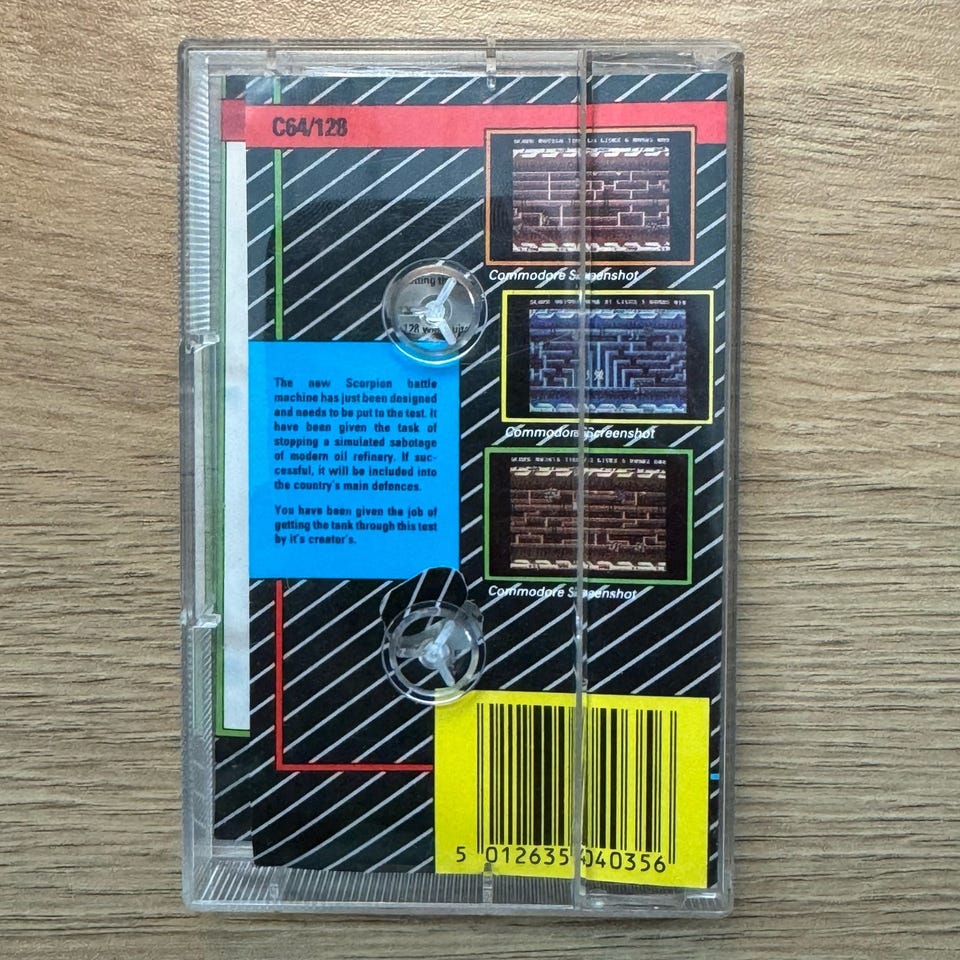 C64/128
Commodore Screenshot
Commodore Screenshot
Commodore Screenshot
The new Scorpion battle
machine has just been designed
and needs to be put to the test. It
have been given the task of
stopping a simulated sabotage
of modern oil refinery. If suc-
cessful, it will be included into
the country's main defences.
You have been given the job of
getting the tank through this test
by it's creator's.
5 012635 040356